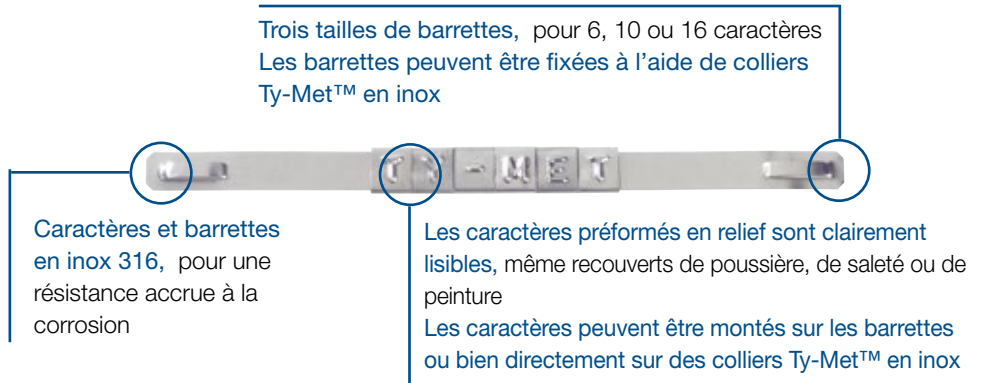 Trois tailles de barrettes, pour 6, 10 ou 16 caractères
Les barrettes peuvent être fixées à l'aide de colliers
Ty-Met™ en inox
TY-MET
Caractères et barrettes
en inox 316, pour une
résistance accrue à la
corrosion
Les caractères préformés en relief sont clairement
lisibles, même recouverts de poussière, de saleté ou de
peinture
Les caractères peuvent être montés sur les barrettes
ou bien directement sur des colliers Ty-Met™ en inox